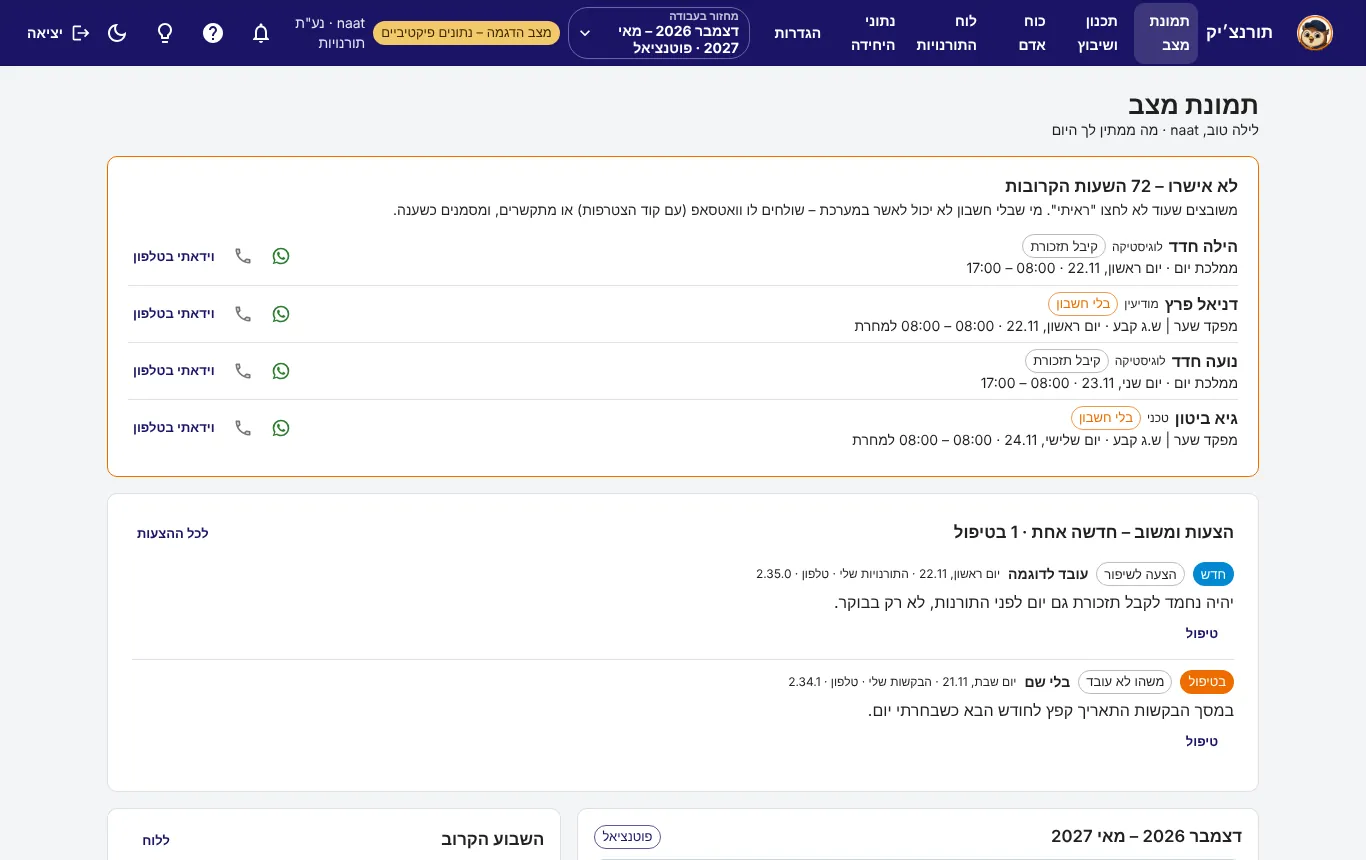 תורנצ'יק
תמונת מצב
תכנון ושיבוץ
כוח אדם
לוח התורנויות
נתוני היחידה
הגדרות
מחזור בעבודה
דצמבר 2026 – מאי 2027 · פוטנציאל
מצב הדגמה – נתונים פיקטיביים
naat · נע"ת תורנויות
יציאה
תמונת מצב
לילה טוב, naat · מה ממתין לך היום
לא אישרו – 72 השעות הקרובות
משובצים שעוד לא לחצו "ראיתי". מי שבלי חשבון לא יכול לאשר במערכת – שולחים לו וואטסאפ (עם קוד הצטרפות) או מתקשרים, ומסמנים כשענה.
הילה חדד לוגיסטיקה קיבל תזכורת
ממלכת יום · יום ראשון, 22.11 · 08:00 – 17:00
וידאתי בטלפון
דניאל פרץ מודיעין בלי חשבון
מפקד שער | ש.ג קבע · יום ראשון, 22.11 · 08:00 – 08:00 למחרת
וידאתי בטלפון
נועה חדד לוגיסטיקה קיבל תזכורת
ממלכת יום · יום שני, 23.11 · 08:00 – 17:00
וידאתי בטלפון
גיא ביטון טכני בלי חשבון
מפקד שער | ש.ג קבע · יום שלישי, 24.11 · 08:00 – 08:00 למחרת
וידאתי בטלפון
הצעות ומשוב – חדשה אחת · 1 בטיפול
לכל ההצעות
חדש הצעה לשיפור עובד לדוגמה יום ראשון, 22.11 · התורנויות שלי · טלפון · 2.35.0
יהיה נחמד לקבל תזכורת גם יום לפני התורנות, לא רק בבוקר.
טיפול
בטיפול משהו לא עובד בלי שם יום שבת, 21.11 · הבקשות שלי · טלפון · 2.34.1
במסך הבקשות התאריך קפץ לחודש הבא כשבחרתי יום.
טיפול
דצמבר 2026 – מאי 2027
פוטנציאל
השבוע הקרוב
ללוח